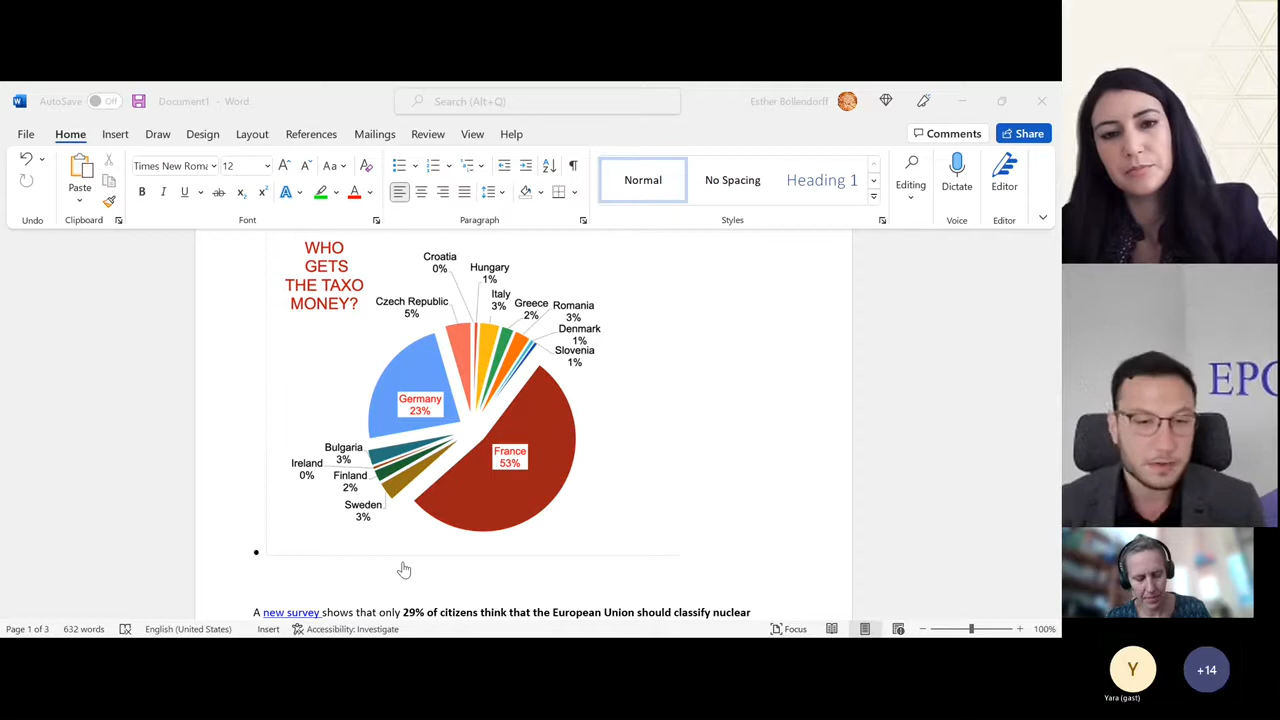 AutoSave Off Document1 - Word Search (Alt+Q) Esther Bollendorff
File Home Insert Draw Design Layout References Mailings Review View Help Comments Share
Times New Roma 12 Aa
Paste
B I U ab x2 x2 A A
Normal No Spacing Heading 1
Editing Dictate Editor
Undo Clipboard Font Paragraph Styles Voice Editor
WHO
GETS
THE TAXO
MONEY?
Croatia
0%
Hungary
1%
Italy
3%
Greece
2%
Romania
3%
Denmark
1%
Slovenia
1%
Czech Republic
5%
Germany
23%
France
53%
Bulgaria
3%
Ireland
0%
Finland
2%
Sweden
3%
A new survey shows that only 29% of citizens think that the European Union should classify nuclear
Page 1 of 3 632 words English (United States) Insert Accessibility: Investigate Focus 100%
EPC
Y
Yara (gast)
+14